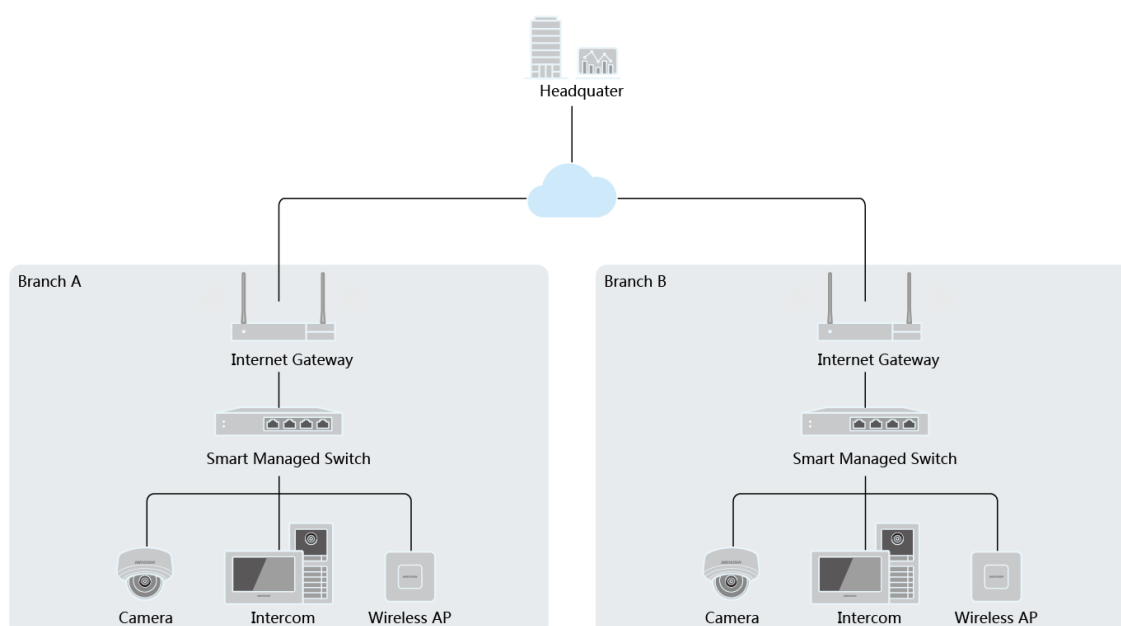 Headquater
Branch A
Branch B
Internet Gateway
Internet Gateway
Smart Managed Switch
Smart Managed Switch
Camera
Intercom
Wireless AP
Camera
Intercom
Wireless AP